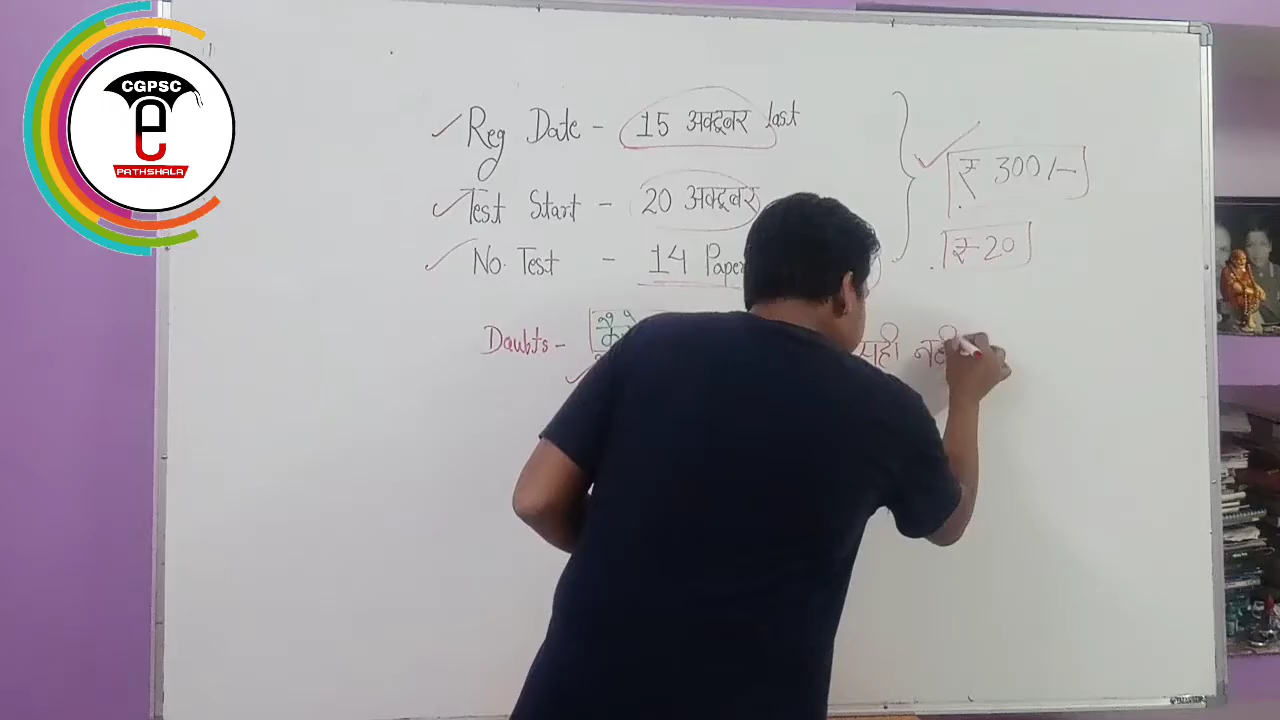 CGPSC
e
PATHSHALA
Reg Date - 15 अक्टूबर last
Test Start - 20 अक्टूबर
No. Test - 14 Paper
₹ 300/-
₹ 20
Doubts - सही नही